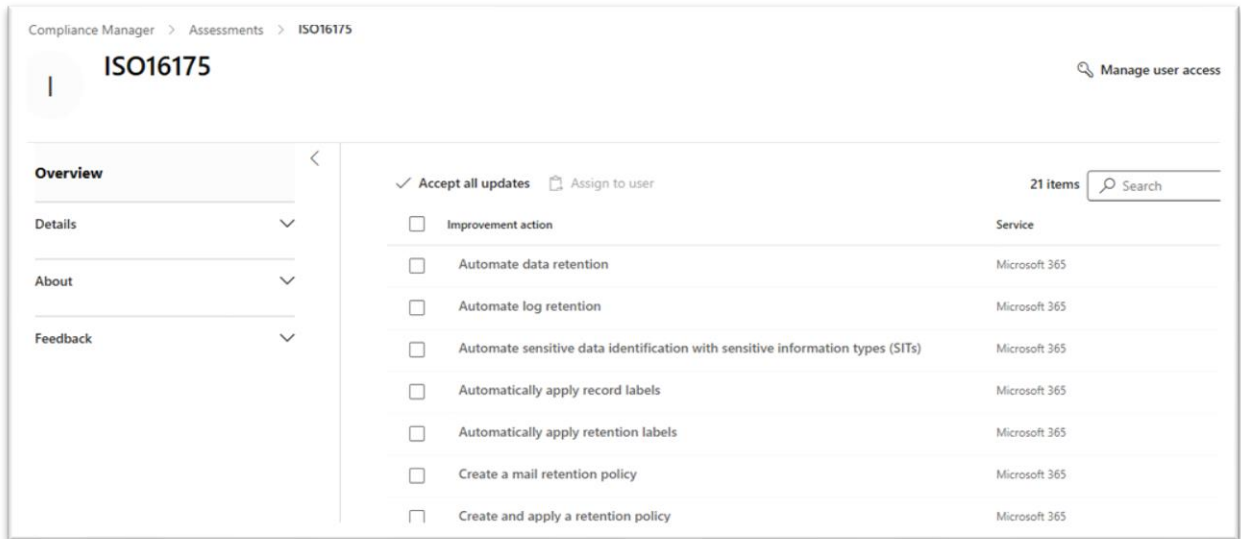 Compliance Manager > Assessments > ISO16175
I
ISO16175
Manage user access
Overview
Details
About
Feedback
Accept all updates
Assign to user
21 items
Search
Improvement action
Service
Automate data retention
Microsoft 365
Automate log retention
Microsoft 365
Automate sensitive data identification with sensitive information types (SITs)
Microsoft 365
Automatically apply record labels
Microsoft 365
Automatically apply retention labels
Microsoft 365
Create a mail retention policy
Microsoft 365
Create and apply a retention policy
Microsoft 365